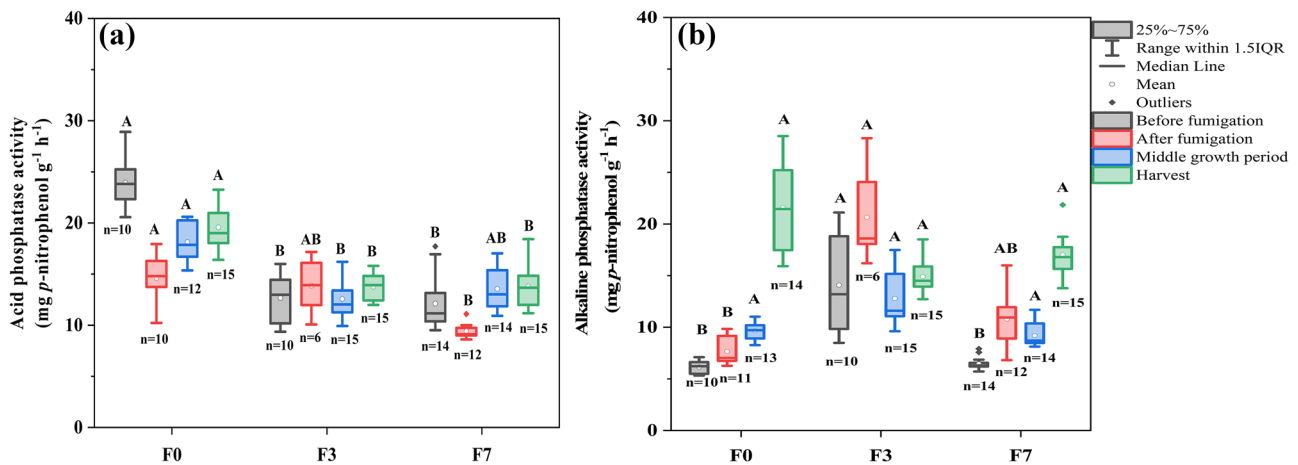 (a)
Acid phosphatase activity
(mg p-nitrophenol g⁻¹ h⁻¹)
40
30
20
10
0
A
n=10
A
n=10
A
n=12
A
n=15
B
n=10
AB
n=6
B
n=15
B
n=15
B
n=14
B
n=12
AB
n=14
B
n=15
F0
F3
F7
(b)
Alkaline phosphatase activity
(mg p-nitrophenol g⁻¹ h⁻¹)
40
30
20
10
0
B
n=10
B
n=11
A
n=13
A
n=14
A
n=10
A
n=6
A
n=15
A
n=15
B
n=14
AB
n=12
A
n=14
A
n=15
F0
F3
F7
25%~75%
Range within 1.5IQR
Median Line
Mean
Outliers
Before fumigation
After fumigation
Middle growth period
Harvest